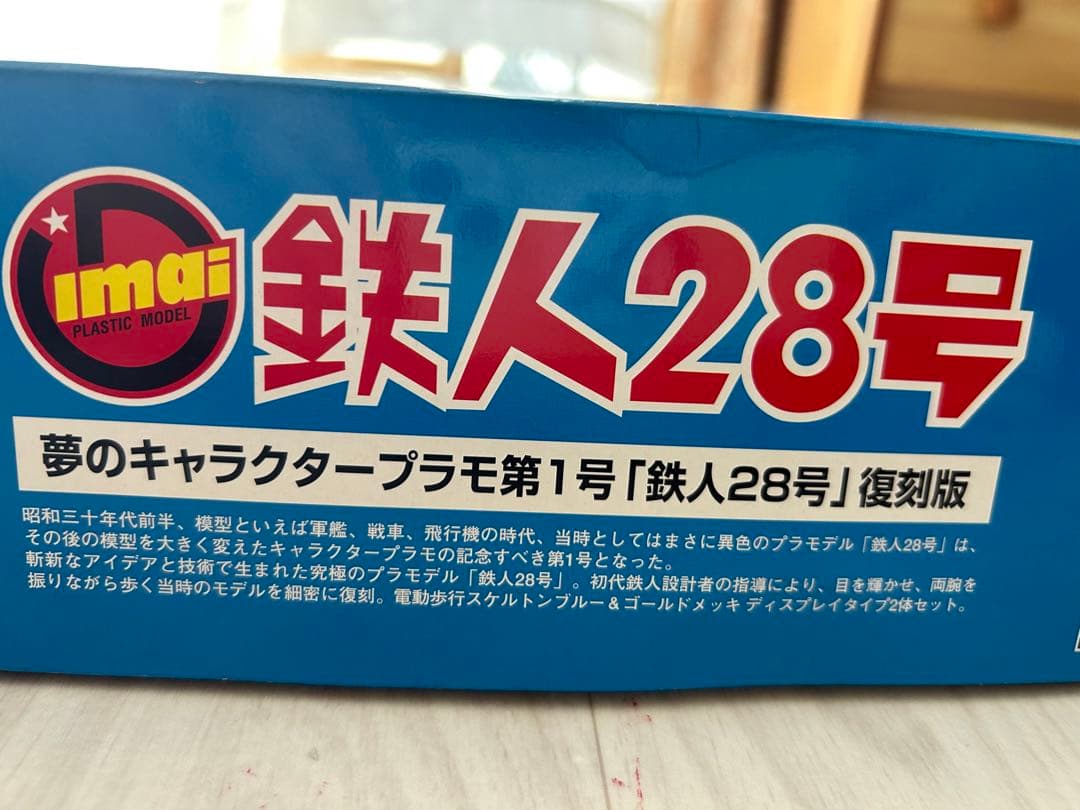 imai
PLASTIC MODEL
鉄人28号
夢のキャラクタープラモ第1号「鉄人28号」復刻版
昭和三十年代前半、模型といえば軍艦、戦車、飛行機の時代、当時としてはまさに異色のプラモデル「鉄人28号」は、
その後の模型を大きく変えたキャラクタープラモの記念すべき第1号となった。
斬新なアイデアと技術で生まれた究極のプラモデル「鉄人28号」。初代鉄人設計者の指導により、目を輝かせ、両腕を
振りながら歩く当時のモデルを細密に復刻。電動歩行スケルトンブルー＆ゴールドメッキ ディスプレイタイプ2体セット。